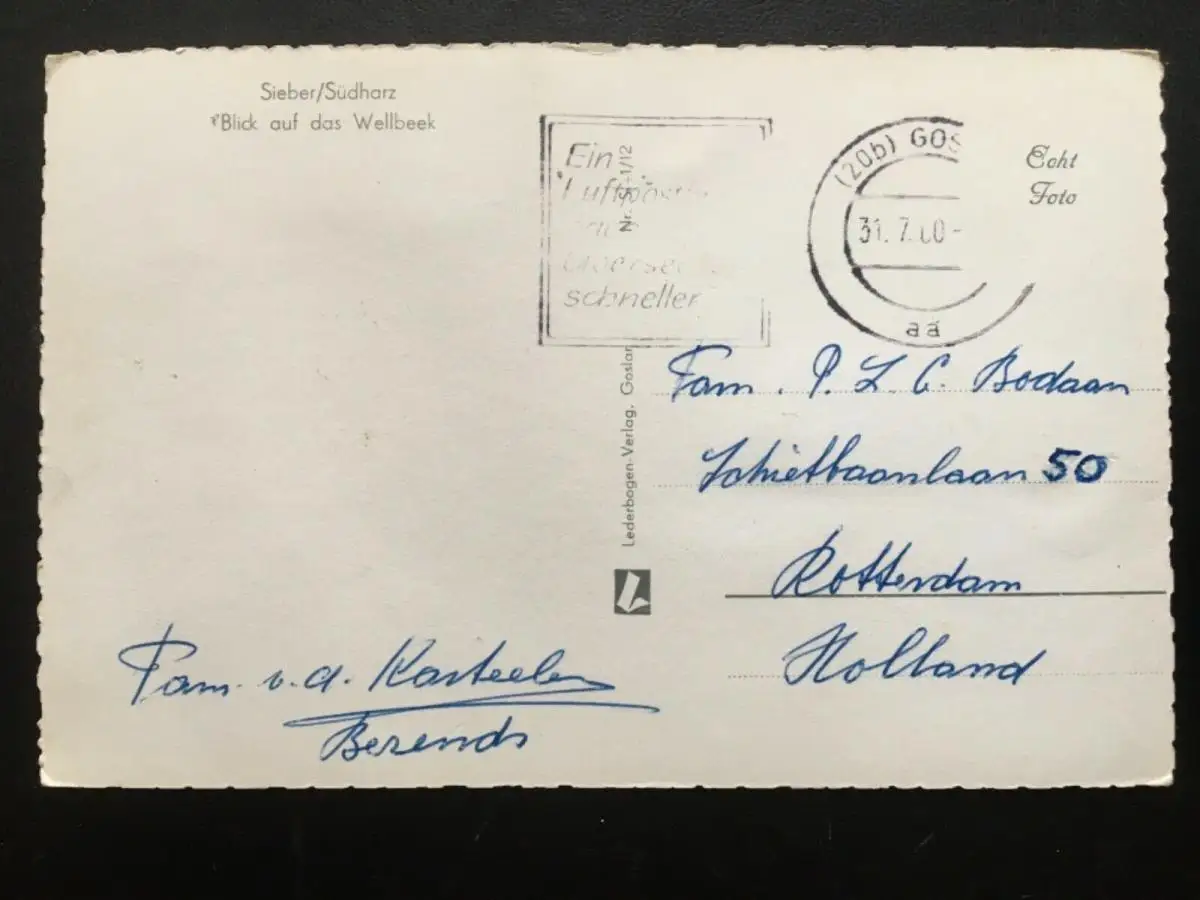 Sieber/Südharz
Blick auf das Wellbeek
Ein
Luftpost
schneller
(20b) GOS
31. 7. 60-
aa
Echt
Foto
Lederbogen-Verlag, Goslar
Fam. P. L. C. Bodaan
Schietbaanlaan 50
Rotterdam
Holland
Fam. v. d. Kasteelen
Berends